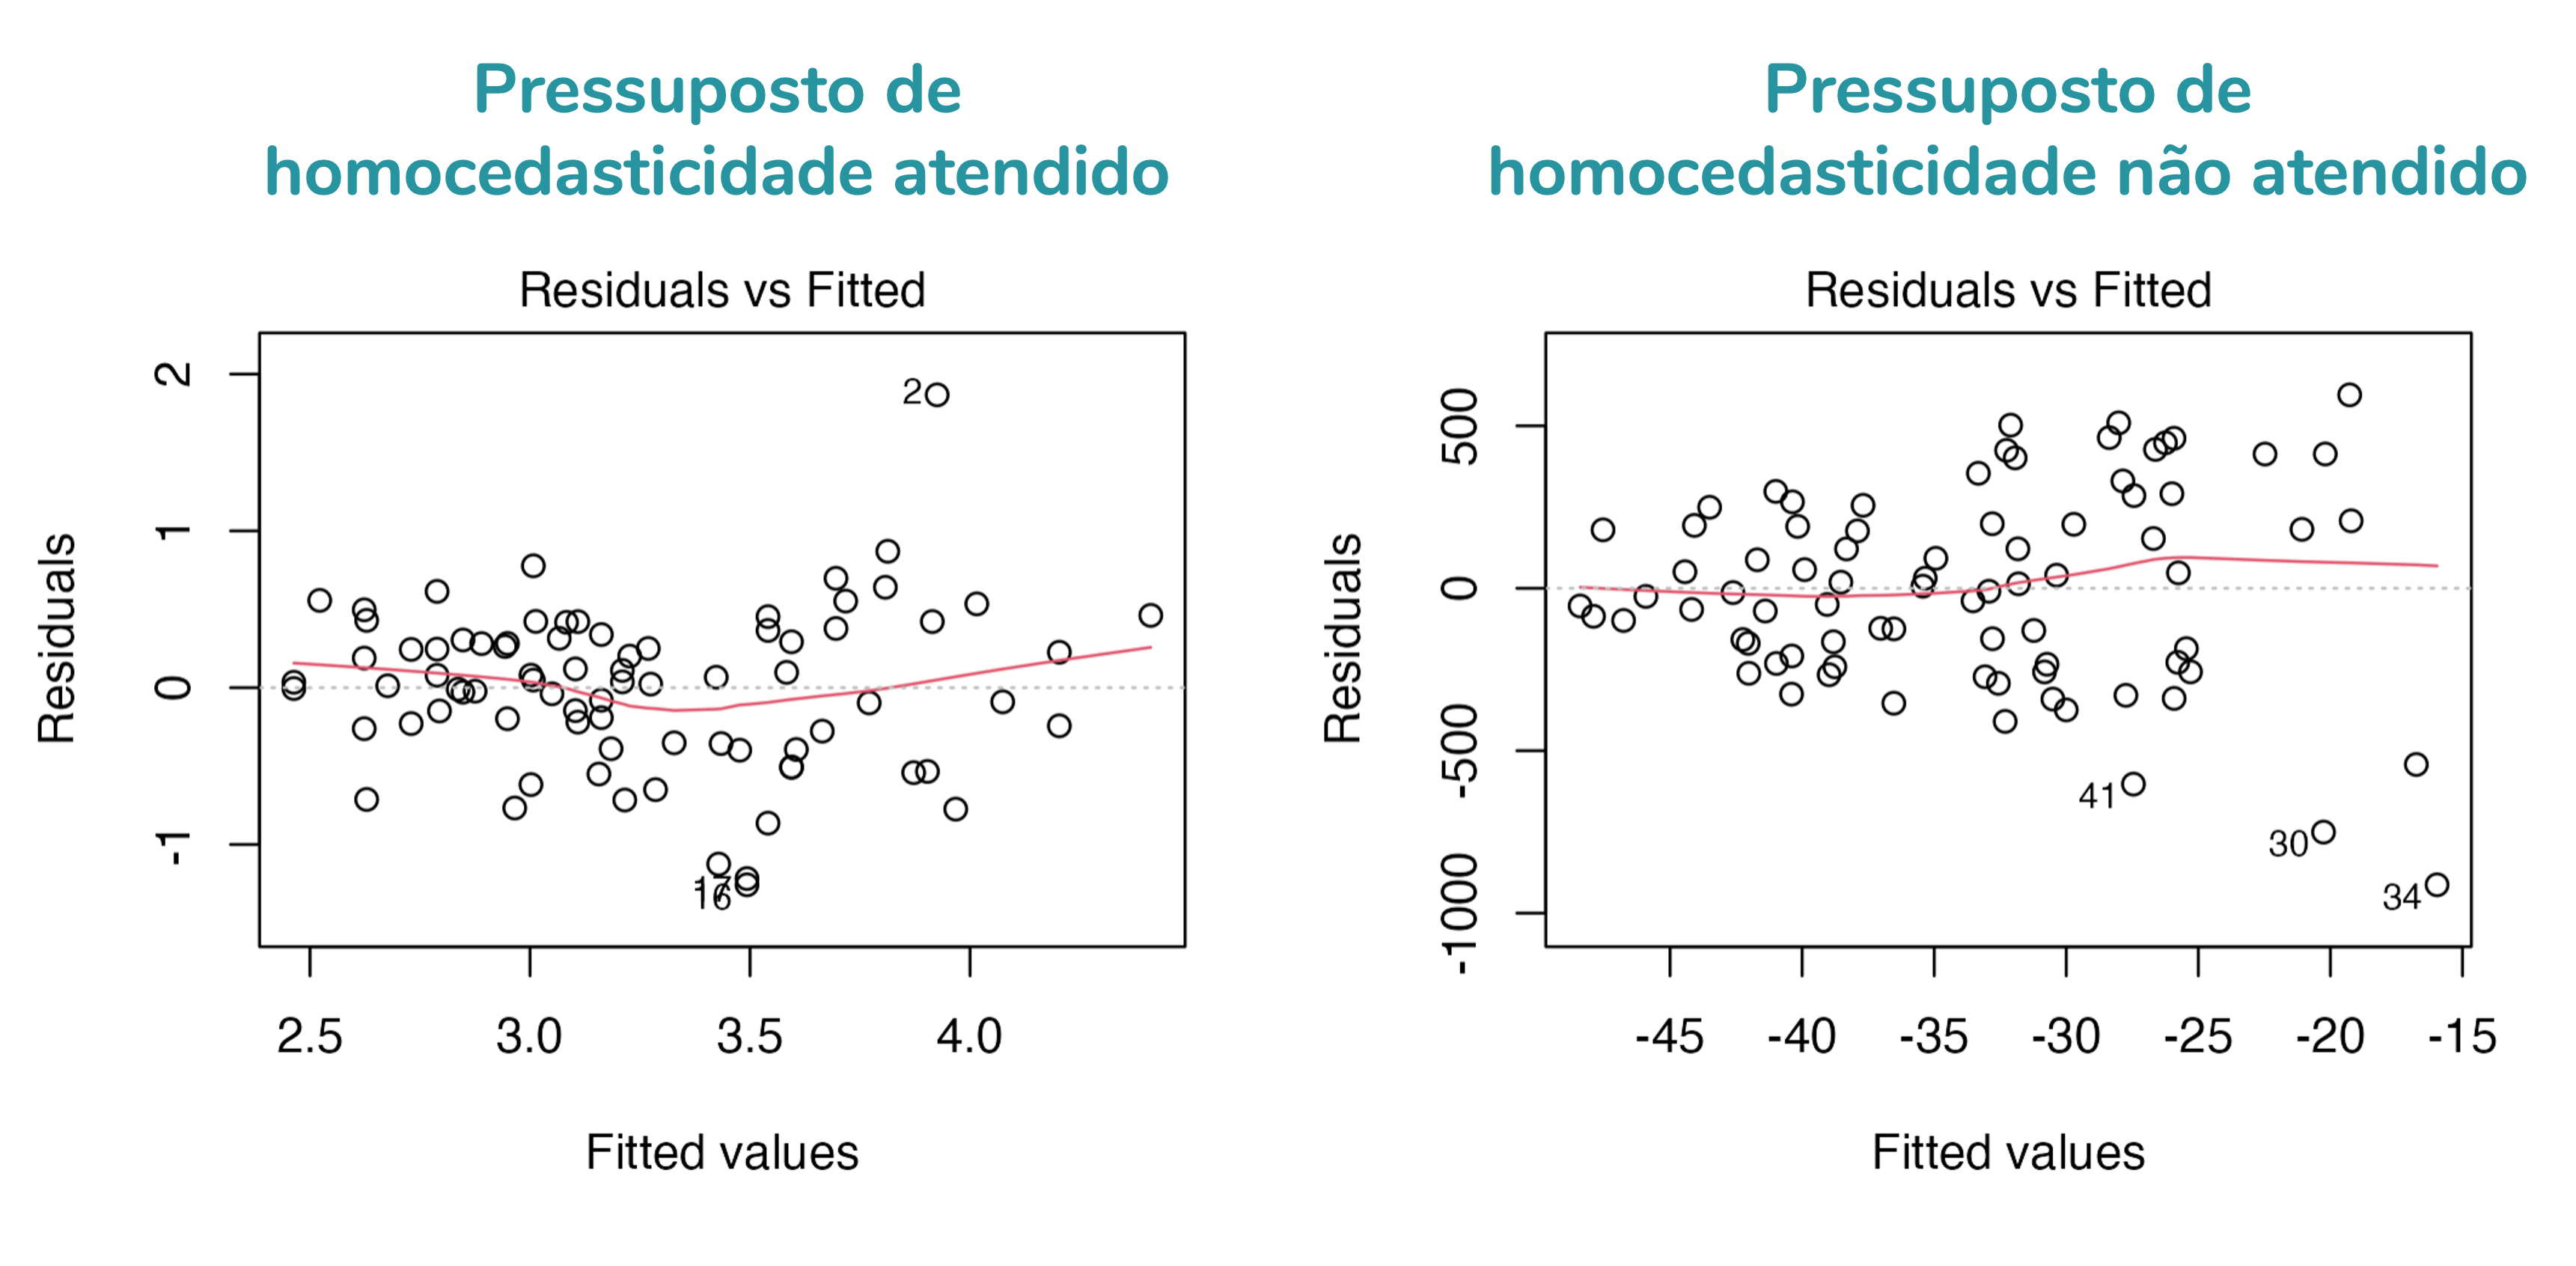 Pressuposto de
homocedasticidade atendido
Residuals vs Fitted
2
1
0
-1
Residuals
2
16
2.5 3.0 3.5 4.0
Fitted values
Pressuposto de
homocedasticidade não atendido
Residuals vs Fitted
500
0
-500
-1000
Residuals
41
30
34
-45 -40 -35 -30 -25 -20 -15
Fitted values